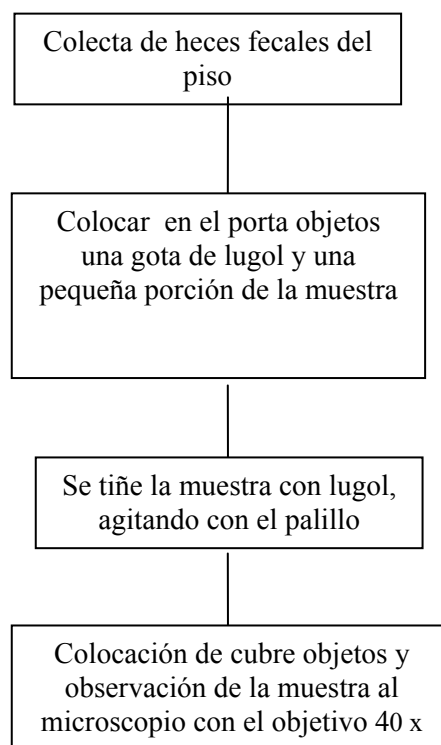 Colecta de heces fecales del
piso
Colocar en el porta objetos
una gota de lugol y una
pequeña porción de la muestra
Se tiñe la muestra con lugol,
agitando con el palillo
Colocación de cubre objetos y
observación de la muestra al
microscopio con el objetivo 40 x